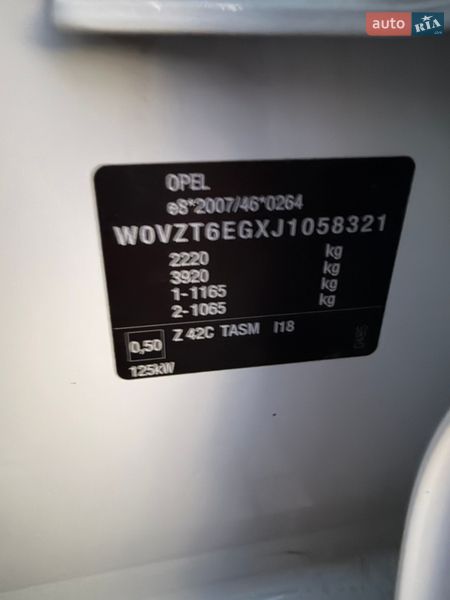 auto RIA .com
OPEL
e8*2007/46*0264
W0VZT6EGXJ1058321
2220 kg
3920 kg
1-1165 kg
2-1065 kg
0,50 Z 42C TASM I18
125kW